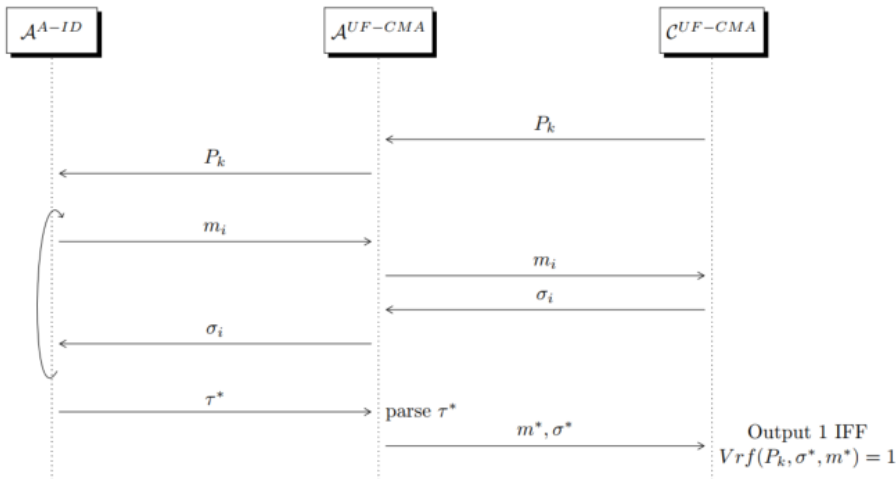 𝒜^{A−ID} 𝒜^{UF−CMA} 𝒞^{UF−CMA}
P_k
P_k
m_i
m_i
σ_i
σ_i
τ* parse τ*
m*, σ* Output 1 IFF
Vrf(P_k, σ*, m*) = 1